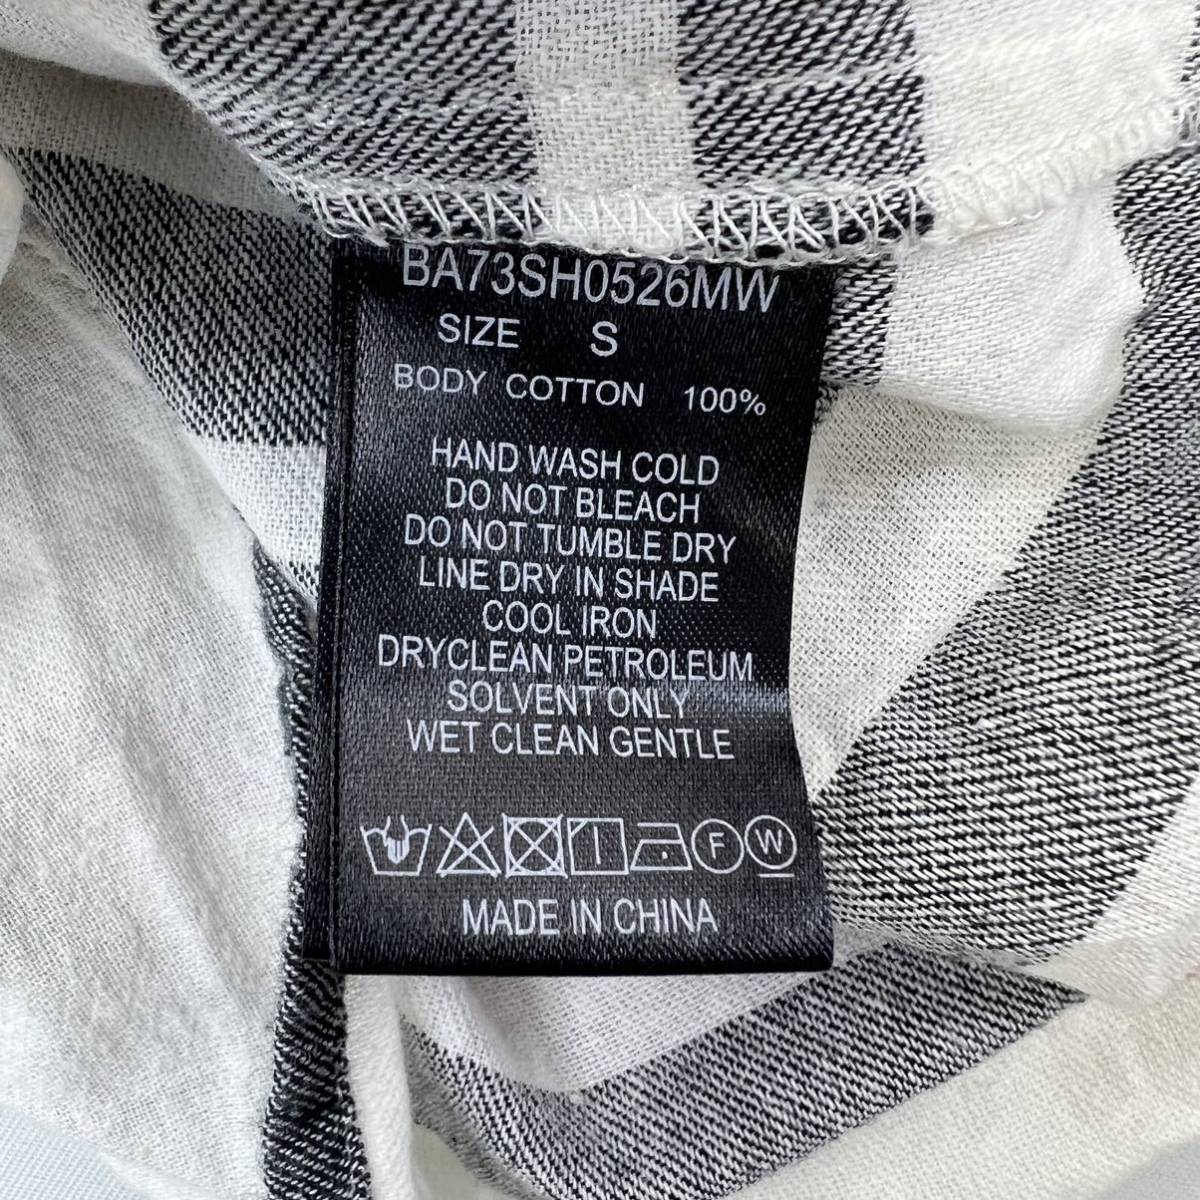 BA73SH0526MW
SIZE S
BODY COTTON 100%
HAND WASH COLD
DO NOT BLEACH
DO NOT TUMBLE DRY
LINE DRY IN SHADE
COOL IRON
DRYCLEAN PETROLEUM
SOLVENT ONLY
WET CLEAN GENTLE
F W
MADE IN CHINA